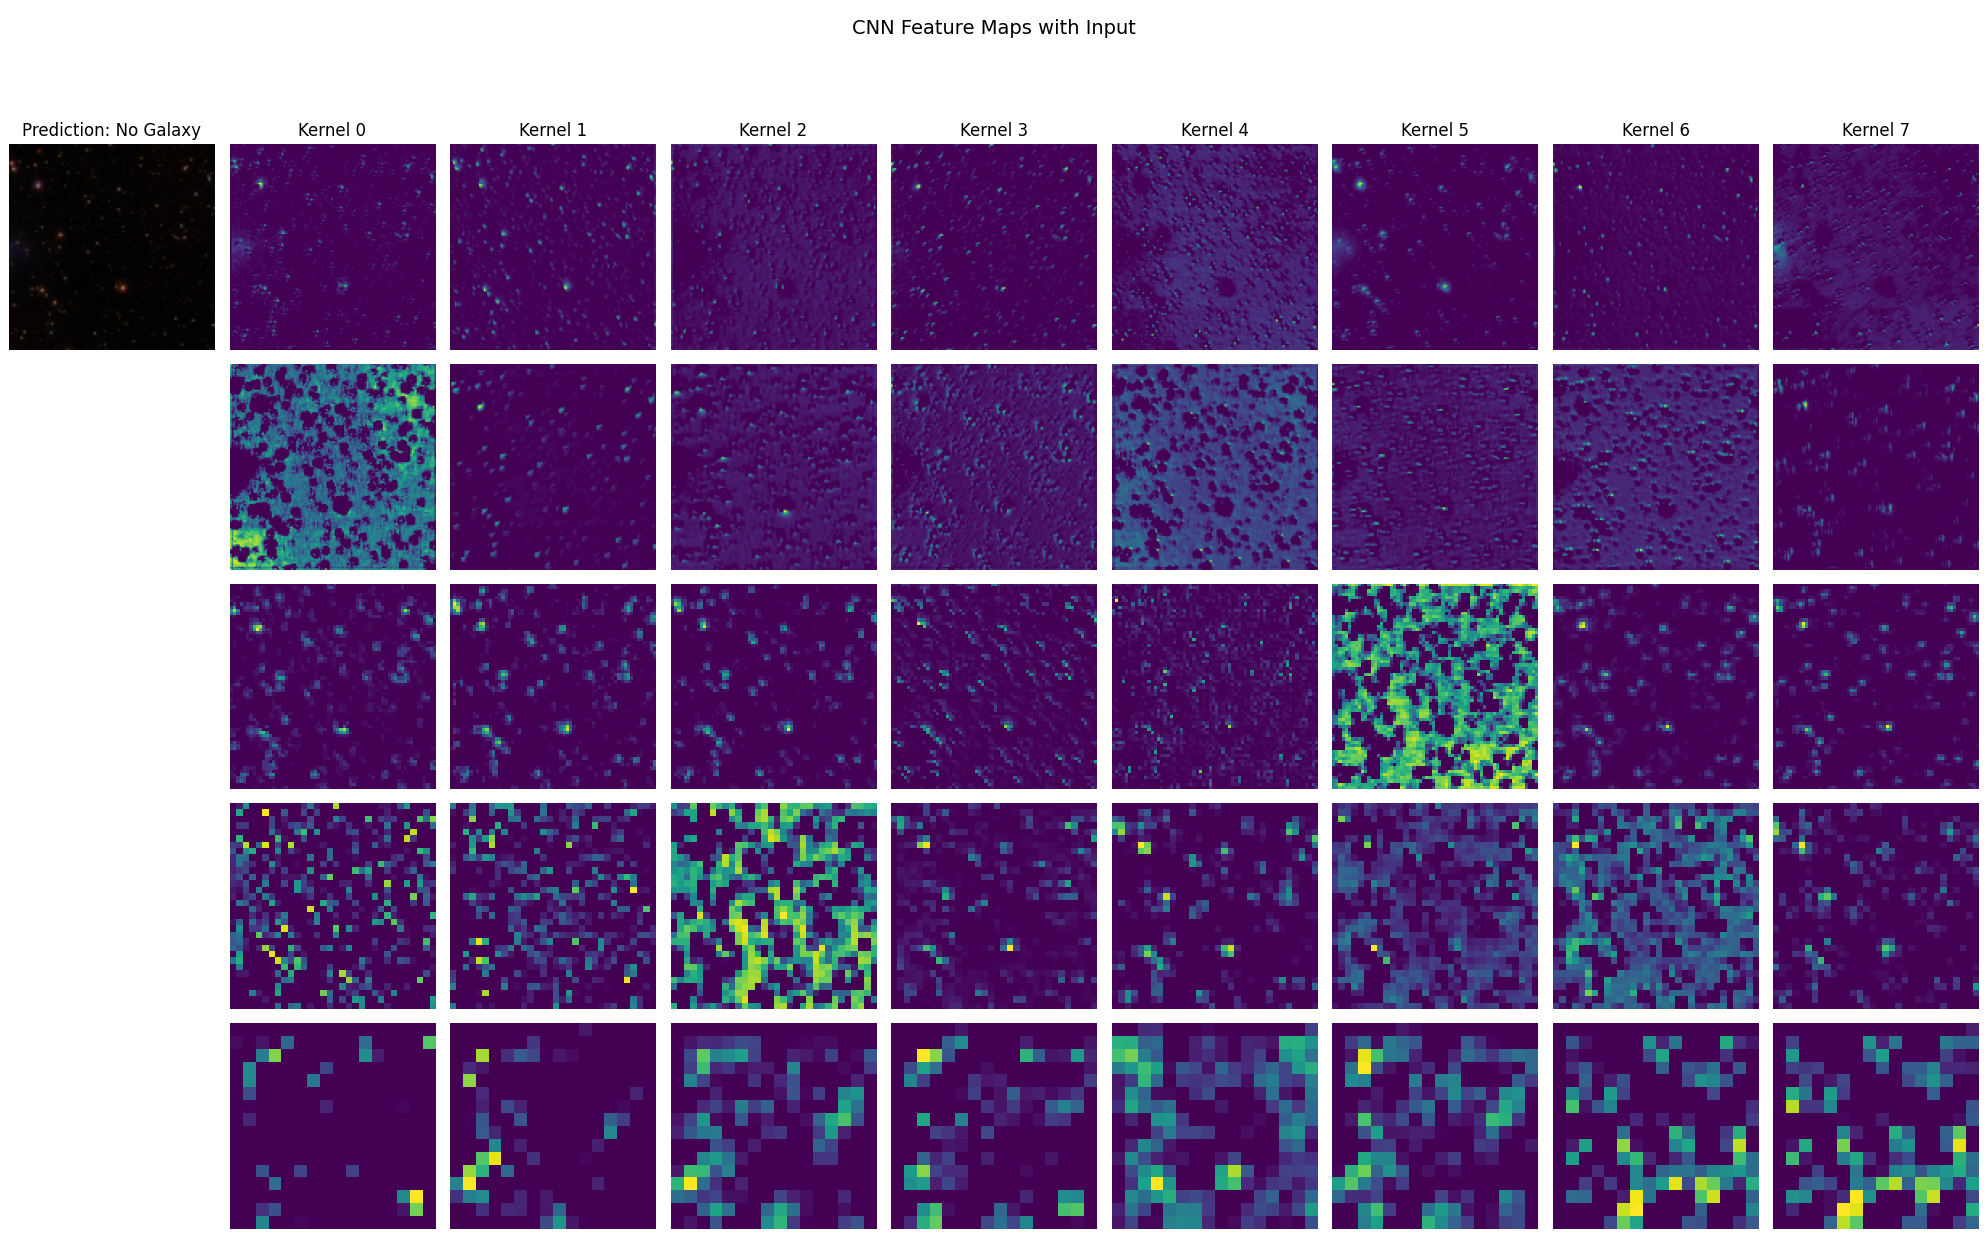 CNN Feature Maps with Input
Prediction: No Galaxy
Kernel 0
Kernel 1
Kernel 2
Kernel 3
Kernel 4
Kernel 5
Kernel 6
Kernel 7